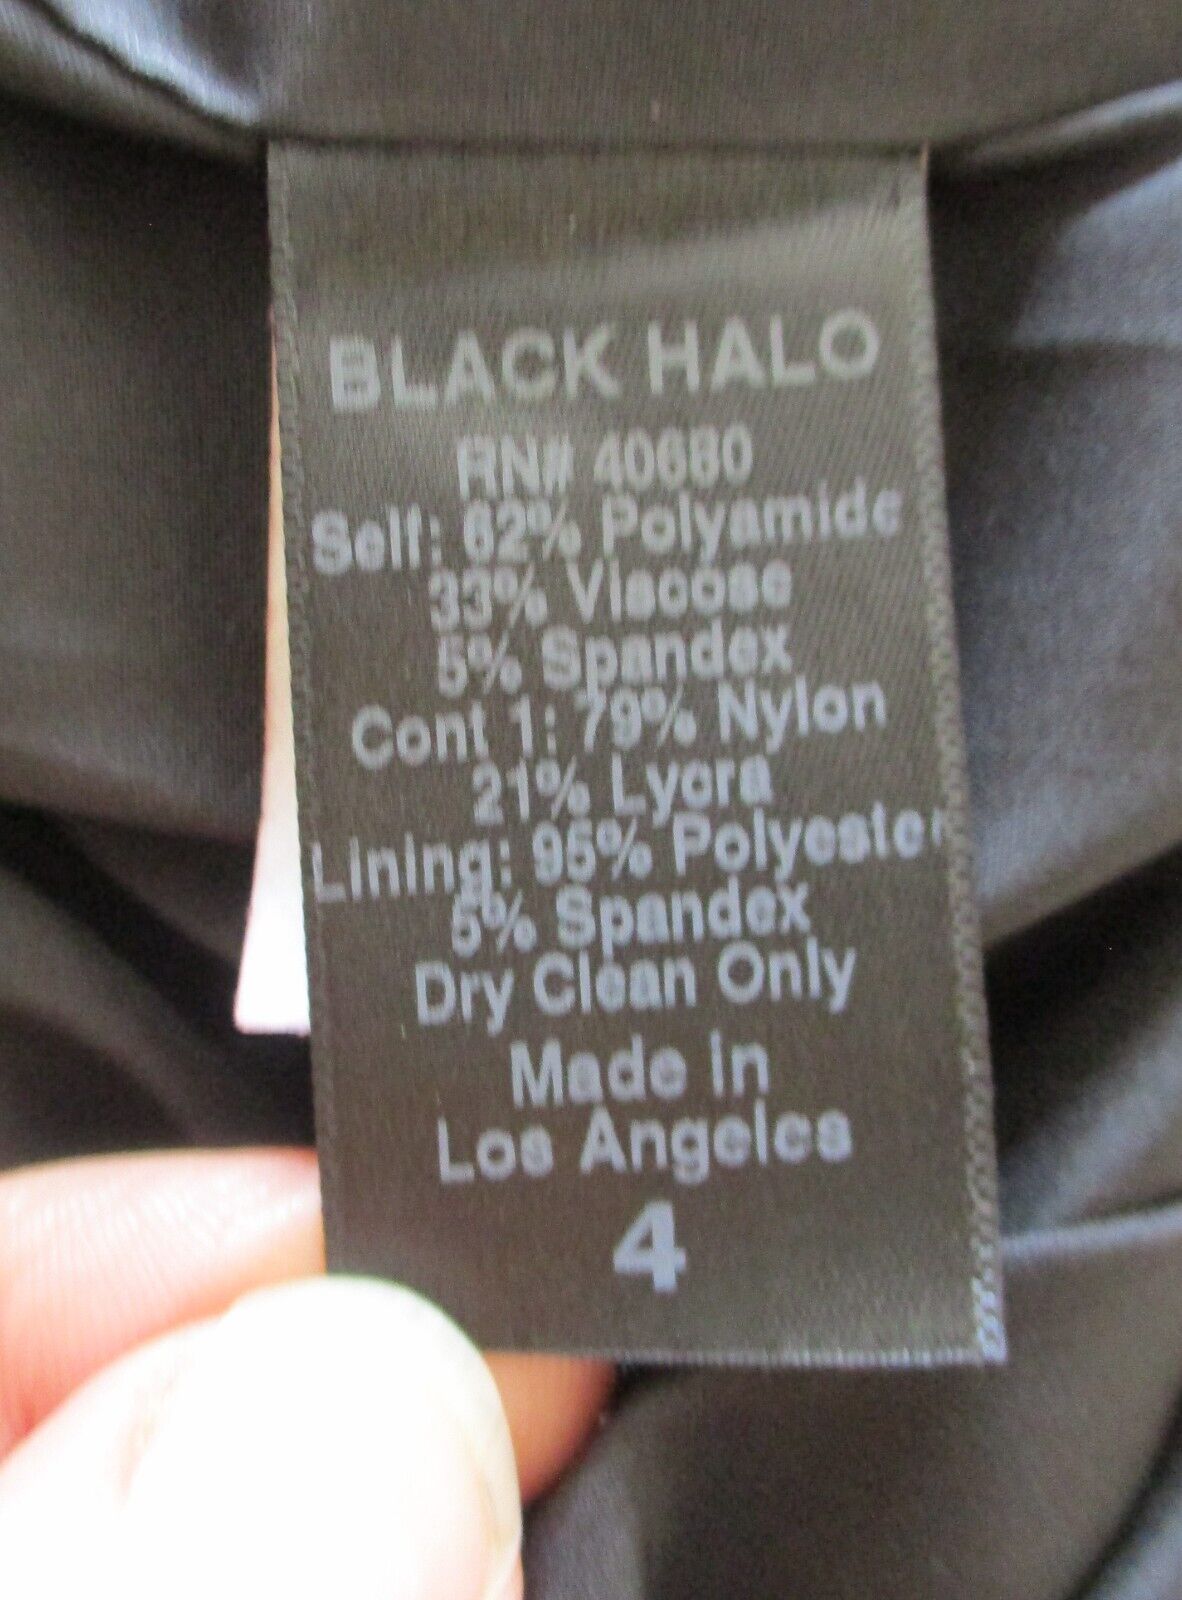 BLACK HALO
RN# 40680
Self: 62% Polyamide
33% Viscose
5% Spandex
Cont 1: 79% Nylon
21% Lycra
Lining: 95% Polyester
5% Spandex
Dry Clean Only
Made in
Los Angeles
4